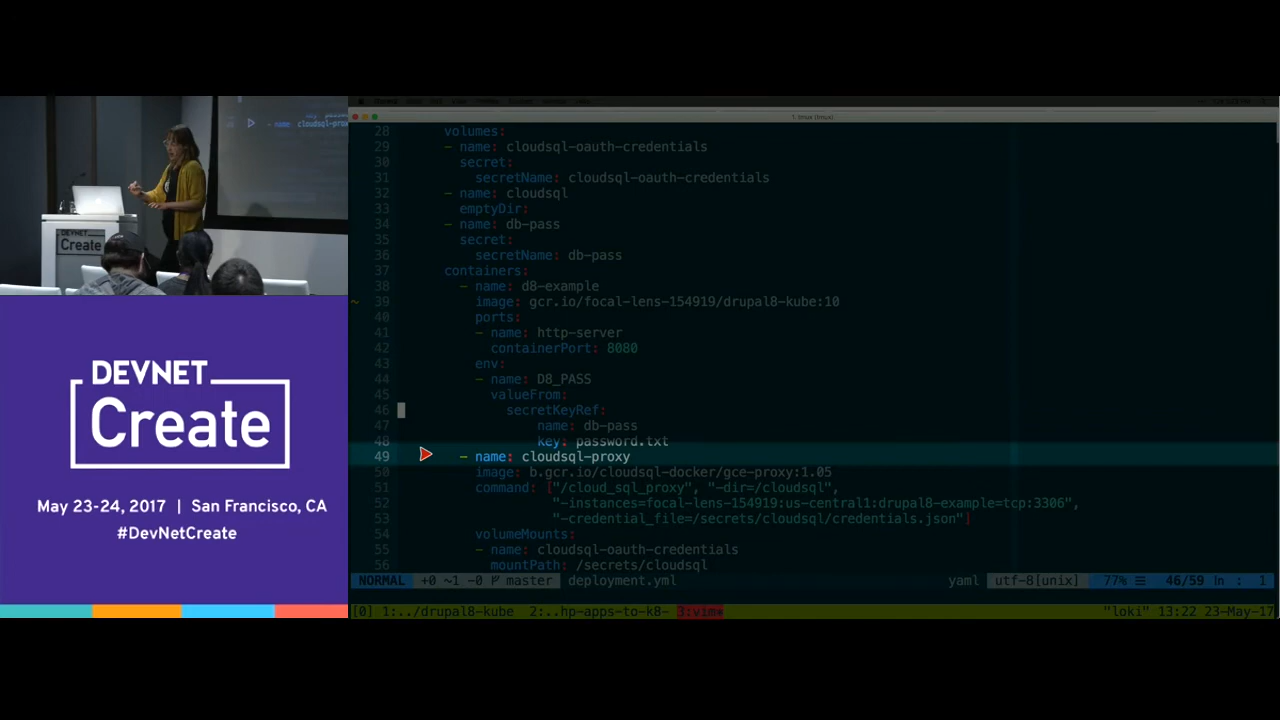 - name: cloudsql-prox
DEVNET
Create
DEVNET
Create
May 23-24, 2017 | San Francisco, CA
#DevNetCreate
1. tmux (tmux)
28 volumes:
29 - name: cloudsql-oauth-credentials
30 secret:
31 secretName: cloudsql-oauth-credentials
32 - name: cloudsql
33 emptyDir:
34 - name: db-pass
35 secret:
36 secretName: db-pass
37 containers:
38 - name: d8-example
~ 39 image: gcr.io/focal-lens-154919/drupal8-kube:10
40 ports:
41 - name: http-server
42 containerPort: 8080
43 env:
44 - name: D8_PASS
45 valueFrom:
46 secretKeyRef:
47 name: db-pass
48 key: password.txt
49 - name: cloudsql-proxy
50 image: b.gcr.io/cloudsql-docker/gce-proxy:1.05
51 command: ["/cloud_sql_proxy", "-dir=/cloudsql",
52 "-instances=focal-lens-154919:us-central1:drupal8-example=tcp:3306",
53 "-credential_file=/secrets/cloudsql/credentials.json"]
54 volumeMounts:
55 - name: cloudsql-oauth-credentials
56 mountPath: /secrets/cloudsql
NORMAL +0 ~1 -0 master deployment.yml yaml utf-8[unix] 77% ☰ 46/59 ln : 1
[0] 1:../drupal8-kube 2:..hp-apps-to-k8- 3:vim* "loki" 13:22 23-May-17